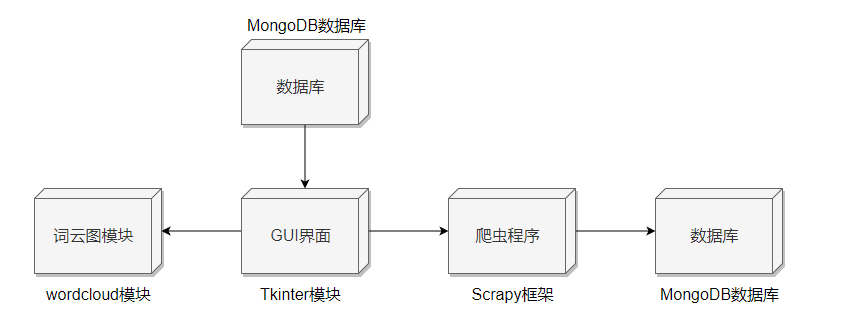 MongoDB数据库
数据库
词云图模块
GUI界面
爬虫程序
数据库
wordcloud模块
Tkinter模块
Scrapy框架
MongoDB数据库